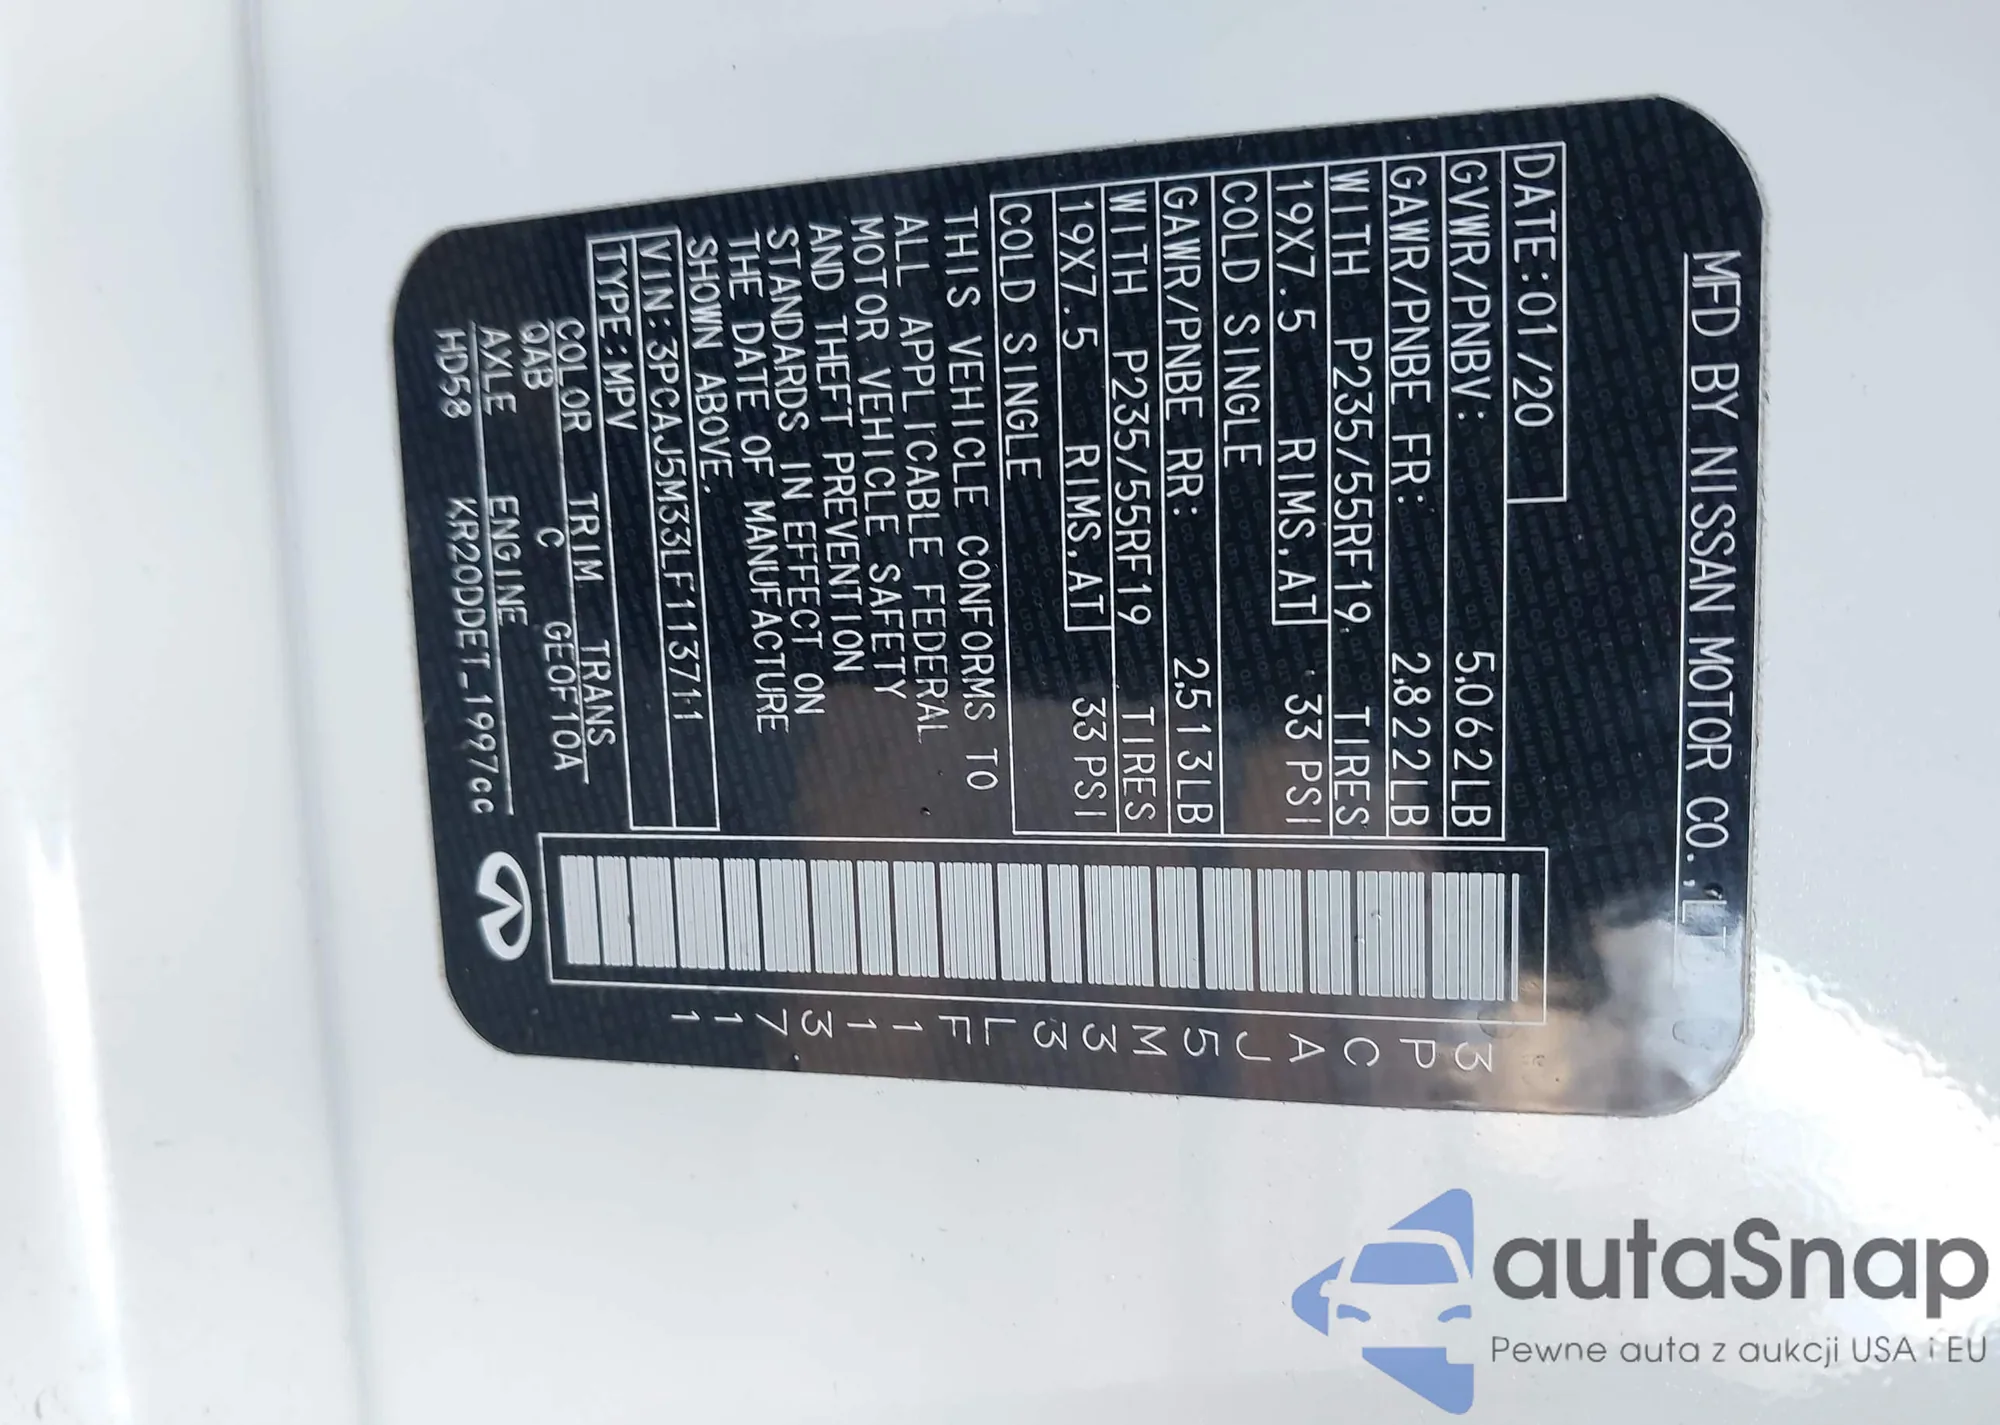 MFD BY NISSAN MOTOR CO.,LT
DATE:01/20
GVWR/PNBV: 5,062LB
GAWR/PNBE FR: 2,822LB
WITH P235/55RF19 TIRES
19X7.5 RIMS,AT 33 PSI
COLD SINGLE
GAWR/PNBE RR: 2,513LB
WITH P235/55RF19 TIRES
19X7.5 RIMS,AT 33 PSI
COLD SINGLE
THIS VEHICLE CONFORMS TO
ALL APPLICABLE FEDERAL
MOTOR VEHICLE SAFETY
AND THEFT PREVENTION
STANDARDS IN EFFECT ON
THE DATE OF MANUFACTURE
SHOWN ABOVE.
VIN:3PCAJ5M33LF113711
TYPE:MPV
COLOR TRIM TRANS
QAB C GE0F10A
AXLE ENGINE
HD58 KR20DDET_1997cc
3PCAJ5M33LF113711
autaSnap
Pewne auta z aukcji USA i EU